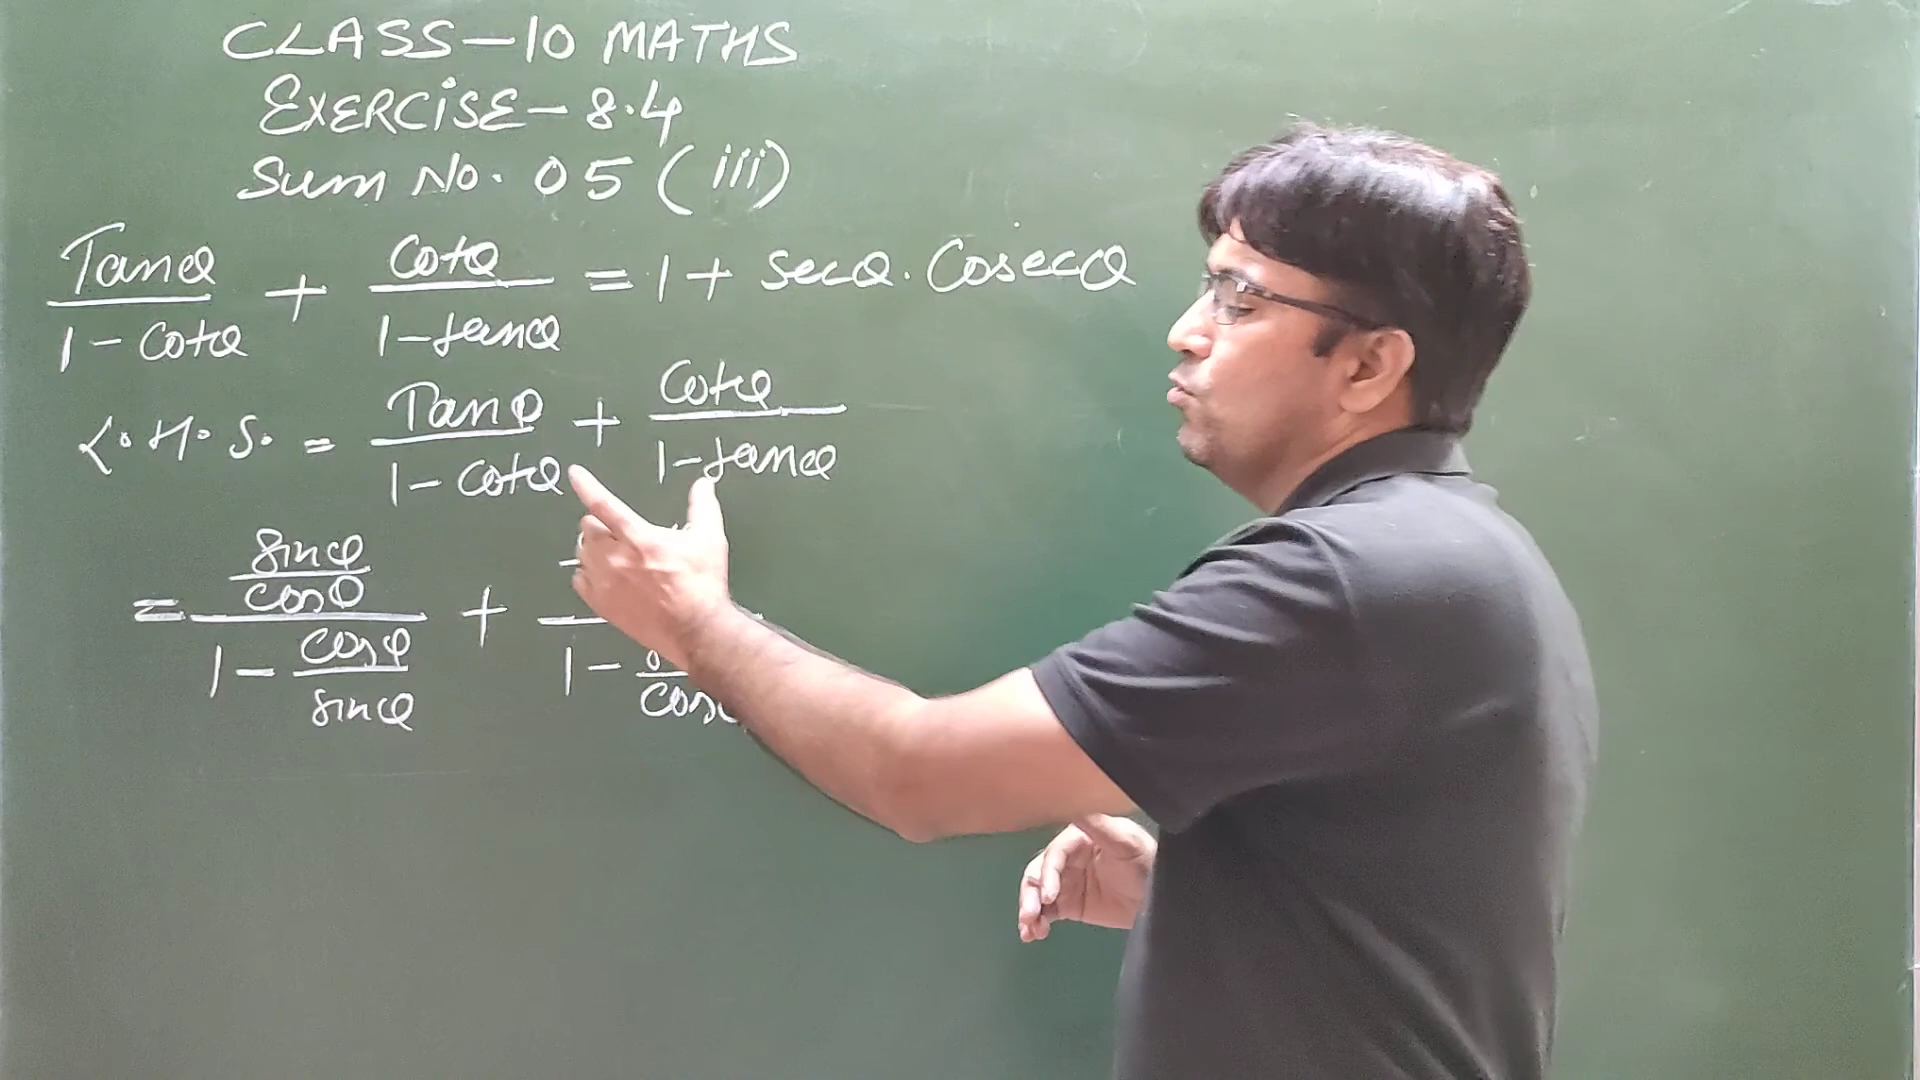 CLASS-10 MATHS
EXERCISE-8.4
Sum No. 05 (iii)
Tanθ/1-cotθ + cotθ/1-tanθ = 1 + secθ. Cosecθ
L.H.S. = Tanθ/1-cotθ + cotθ/1-tanθ
= sinθ/cosθ/1-cosθ/sinθ + 1-